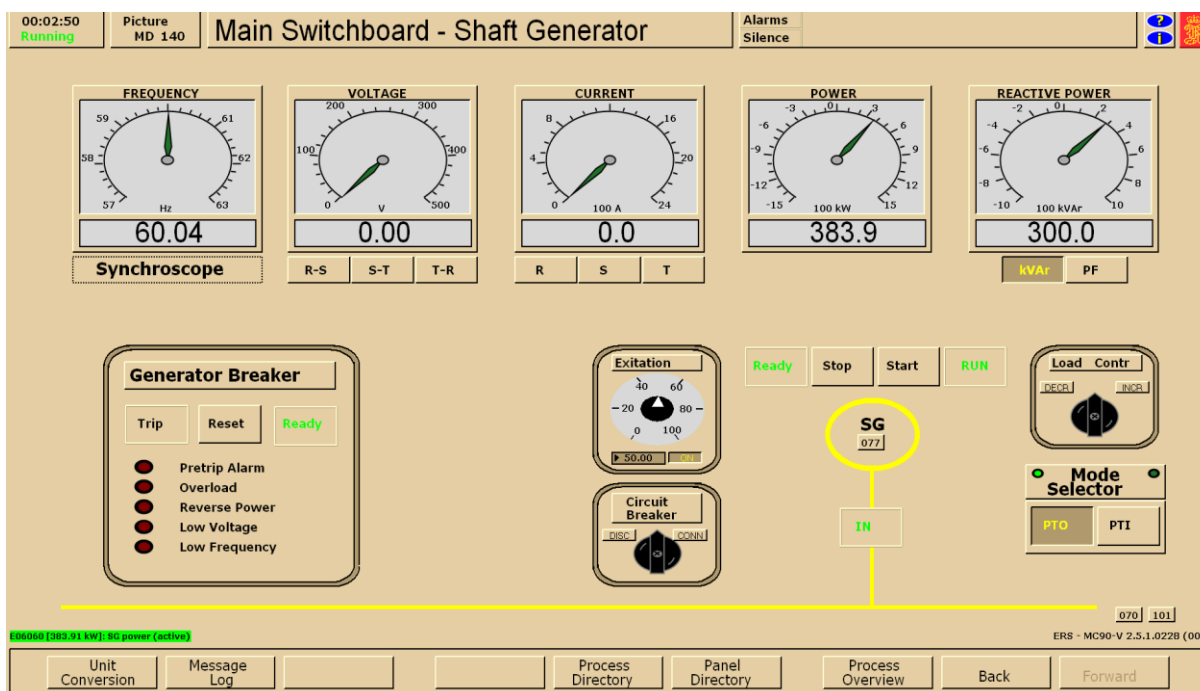 00:02:50
Running
Picture
MD 140
Main Switchboard - Shaft Generator
Alarms
Silence
?
i
FREQUENCY
57 58 59 61 62 63
Hz
60.04
Synchroscope
VOLTAGE
0 100 200 300 400 500
V
0.00
R-S S-T T-R
CURRENT
0 4 8 16 20 24
100 A
0.0
R S T
POWER
-15 -12 -9 -6 -3 0 3 6 9 12 15
100 kW
383.9
REACTIVE POWER
-10 -8 -6 -4 -2 0 2 4 6 8 10
100 kVAr
300.0
kVAr PF
Generator Breaker
Trip Reset Ready
Pretrip Alarm
Overload
Reverse Power
Low Voltage
Low Frequency
Exitation
0 20 40 60 80 100
50.00 ON
Circuit
Breaker
DISC CONN
Ready Stop Start RUN
SG
077
IN
Load Contr
DECR INCR
Mode
Selector
PTO PTI
070 101
E06060 [383.91 kW]: SG power (active)
ERS - MC90-V 2.5.1.0228 (00
Unit
Conversion
Message
Log
Process
Directory
Panel
Directory
Process
Overview
Back
Forward